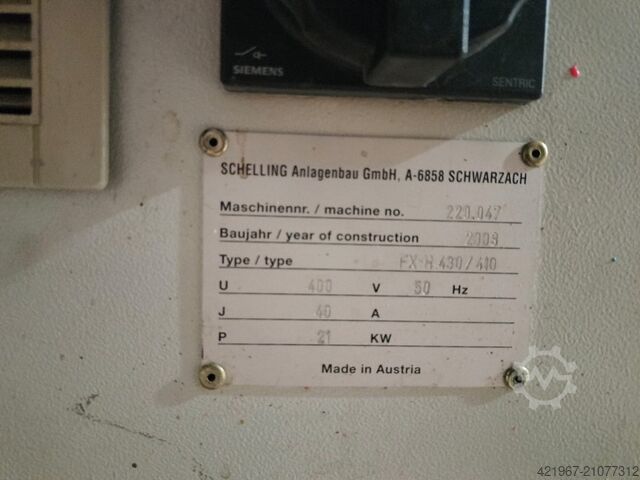 SIEMENS SENTRIC
SCHELLING Anlagenbau GmbH, A-6858 SCHWARZACH
Maschinennr. / machine no. 220.047
Baujahr / year of construction
Type / type FX-H 430/410
U 400 V 50 Hz
J 40 A
P 21 KW
Made in Austria
421967-21077312